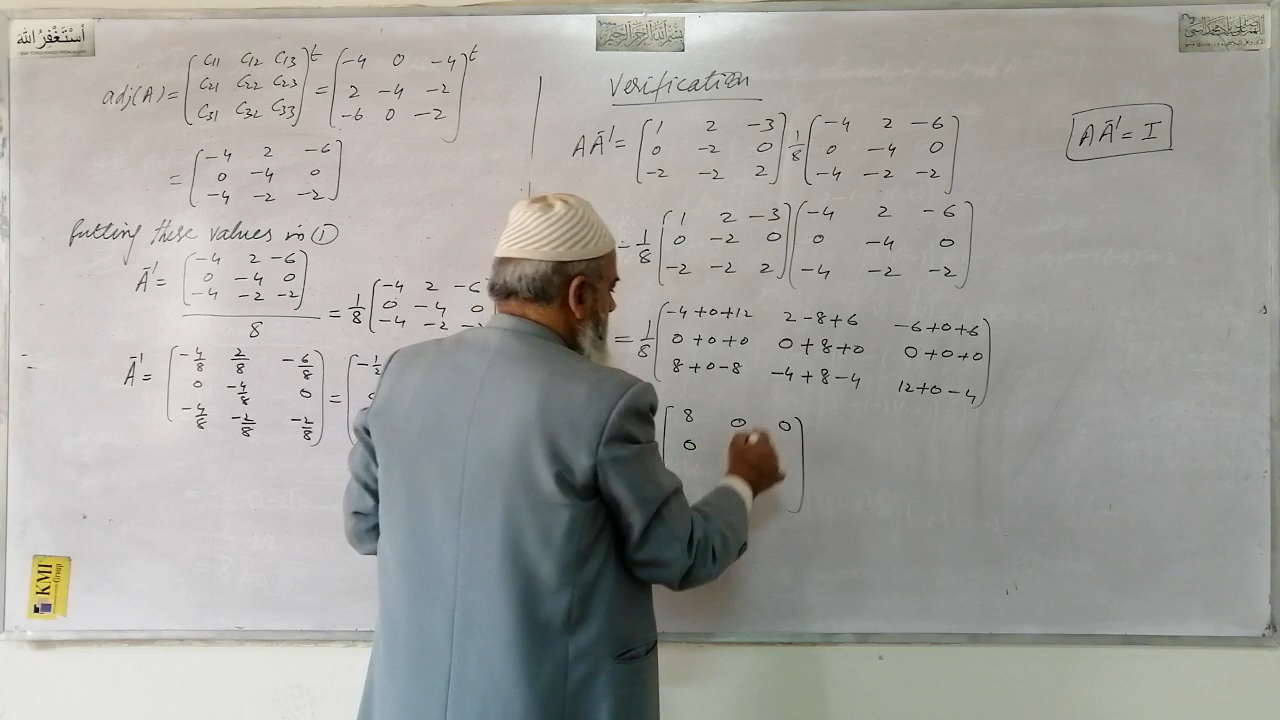 أستغفر الله
بسم الله الرحمن الرحيم
adj(A) = [C11 C12 C13
C21 C22 C23
C31 C32 C33]^t = [-4 0 -4
2 -4 -2
-6 0 -2]^t
= [-4 2 -6
0 -4 0
-4 -2 -2]
Putting these values in ①
A⁻¹ = [-4 2 -6
0 -4 0
-4 -2 -2] / 8 = 1/8 [-4 2 -6
0 -4 0
-4 -2
A⁻¹ = [-4/8 2/8 -6/8
0 -4/8 0
-4/8 -2/8 -2/8] = [-1/2
Verification
AA⁻¹ = [1 2 -3
0 -2 0
-2 -2 2] 1/8 [-4 2 -6
0 -4 0
-4 -2 -2]
AA⁻¹ = I
= 1/8 [1 2 -3
0 -2 0
-2 -2 2] [-4 2 -6
0 -4 0
-4 -2 -2]
= 1/8 [-4+0+12 2-8+6 -6+0+6
0+0+0 0+8+0 0+0+0
8+0-8 -4+8-4 12+0-4]
[8 0 0
0
KMI
Group